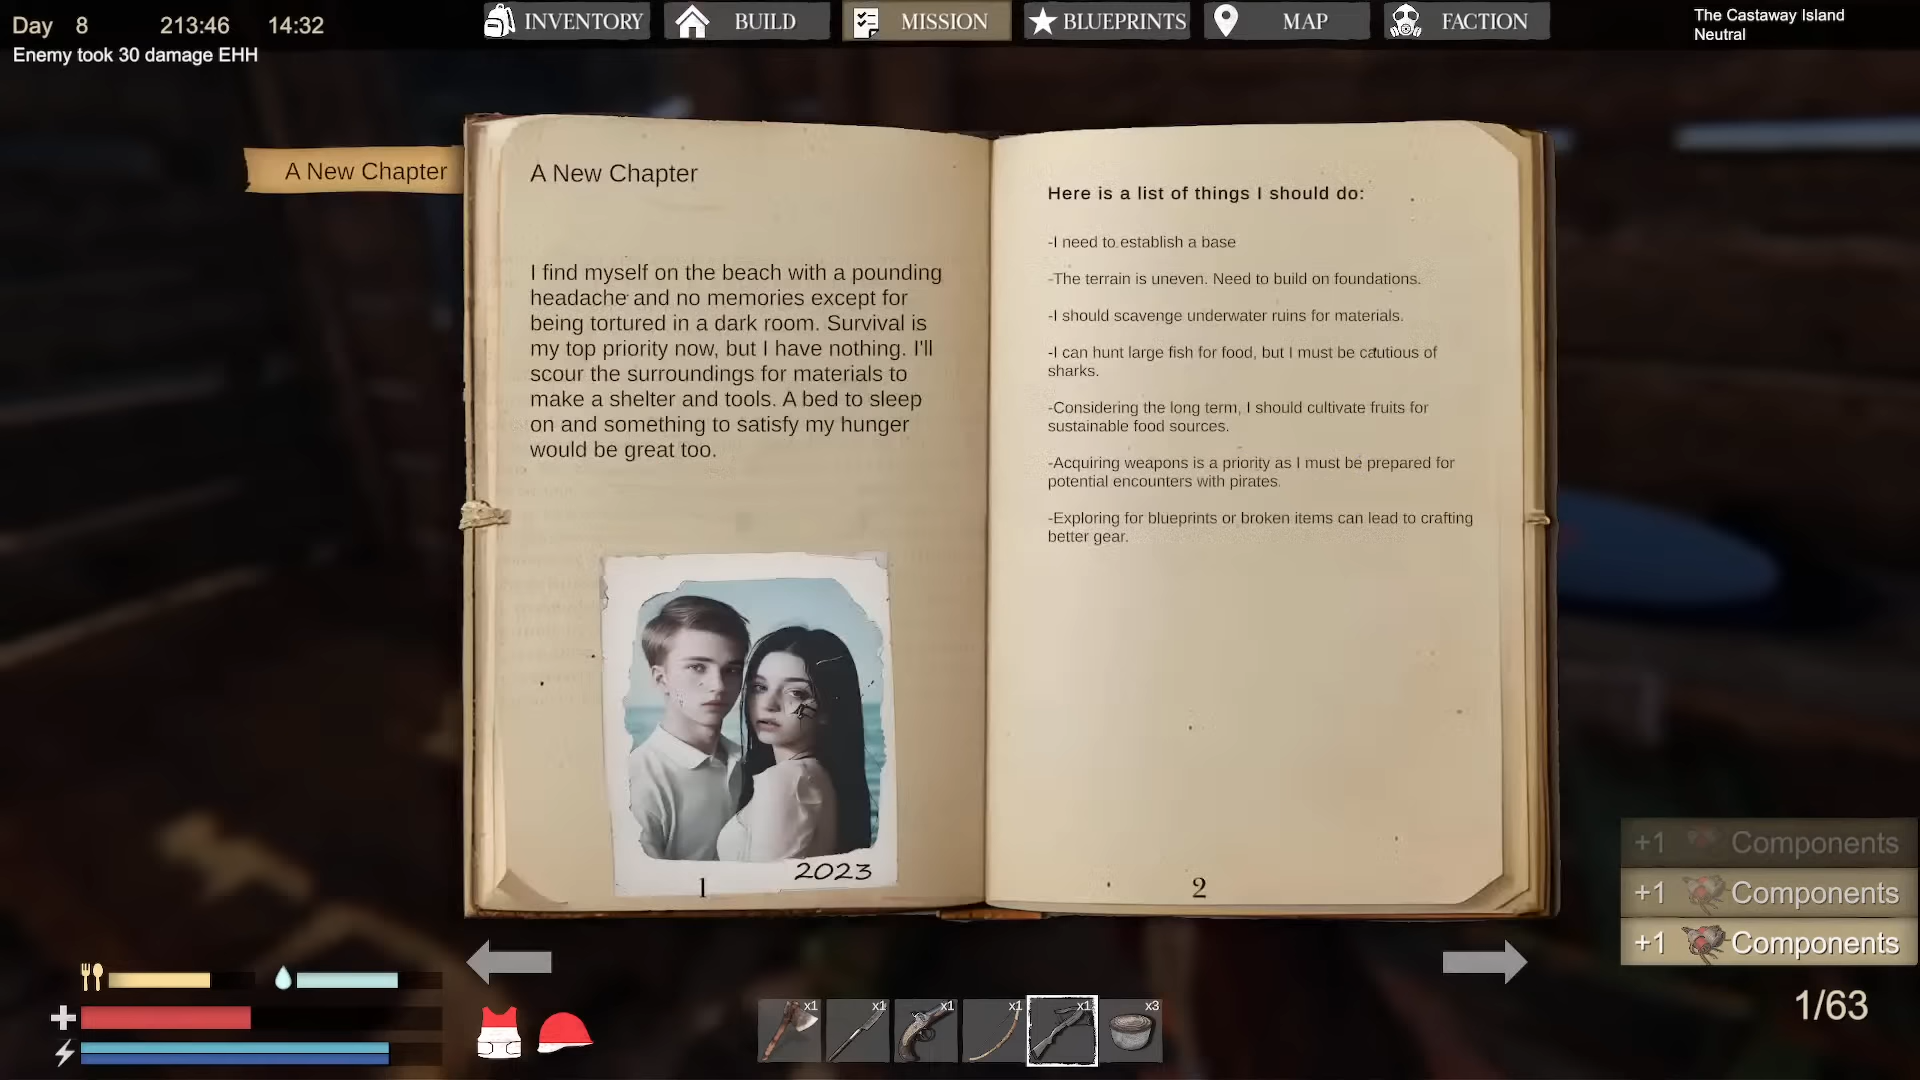 Day 8 213:46 14:32
INVENTORY BUILD MISSION BLUEPRINTS MAP FACTION
The Castaway Island
Neutral
Enemy took 30 damage EHH
A New Chapter
A New Chapter
I find myself on the beach with a pounding
headache and no memories except for
being tortured in a dark room. Survival is
my top priority now, but I have nothing. I'll
scour the surroundings for materials to
make a shelter and tools. A bed to sleep
on and something to satisfy my hunger
would be great too.
2023
1
Here is a list of things I should do:
-I need to establish a base
-The terrain is uneven. Need to build on foundations.
-I should scavenge underwater ruins for materials.
-I can hunt large fish for food, but I must be cautious of
sharks.
-Considering the long term, I should cultivate fruits for
sustainable food sources.
-Acquiring weapons is a priority as I must be prepared for
potential encounters with pirates.
-Exploring for blueprints or broken items can lead to crafting
better gear.
2
+1 Components
+1 Components
+1 Components
1/63
x1 x1 x1 x1 x1 x3